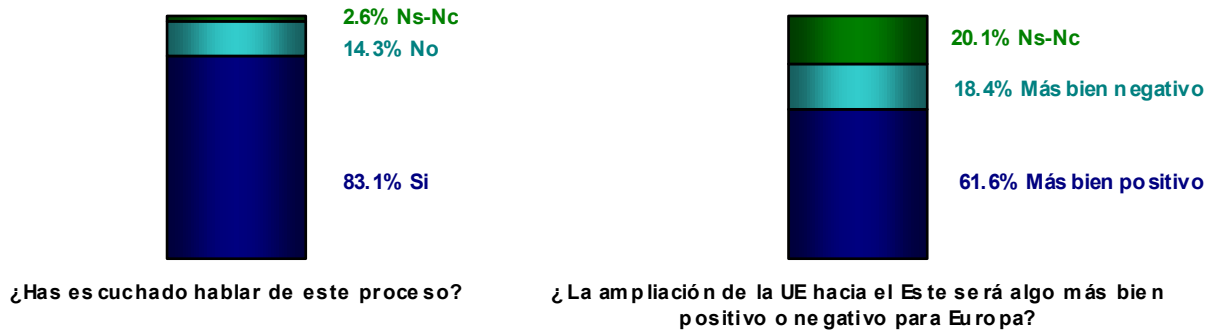 2.6% Ns-Nc
14.3% No
83.1% Si
¿Has escuchado hablar de este proceso?
20.1% Ns-Nc
18.4% Más bien negativo
61.6% Más bien positivo
¿La ampliación de la UE hacia el Este será algo más bien
positivo o negativo para Europa?